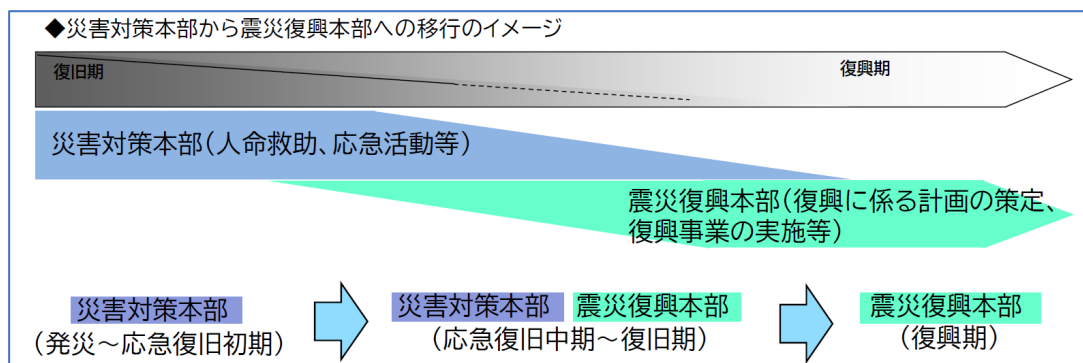 ◆災害対策本部から震災復興本部への移行のイメージ
復旧期
復興期
災害対策本部(人命救助、応急活動等)
震災復興本部(復興に係る計画の策定、
復興事業の実施等)
災害対策本部
(発災~応急復旧初期)
災害対策本部 震災復興本部
(応急復旧中期~復旧期)
震災復興本部
(復興期)